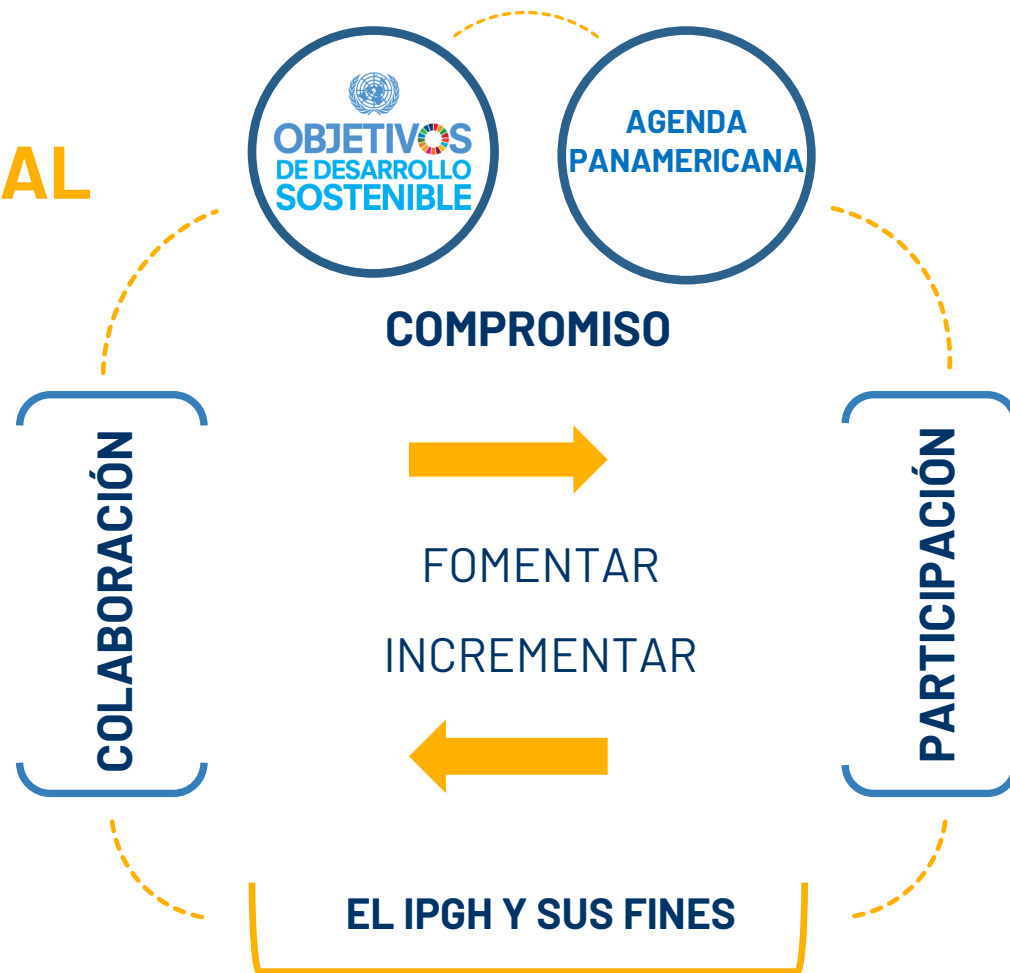 OBJETIVOS
DE DESARROLLO
SOSTENIBLE
AGENDA
PANAMERICANA
AL
COMPROMISO
COLABORACIÓN
FOMENTAR
INCREMENTAR
PARTICIPACIÓN
EL IPGH Y SUS FINES